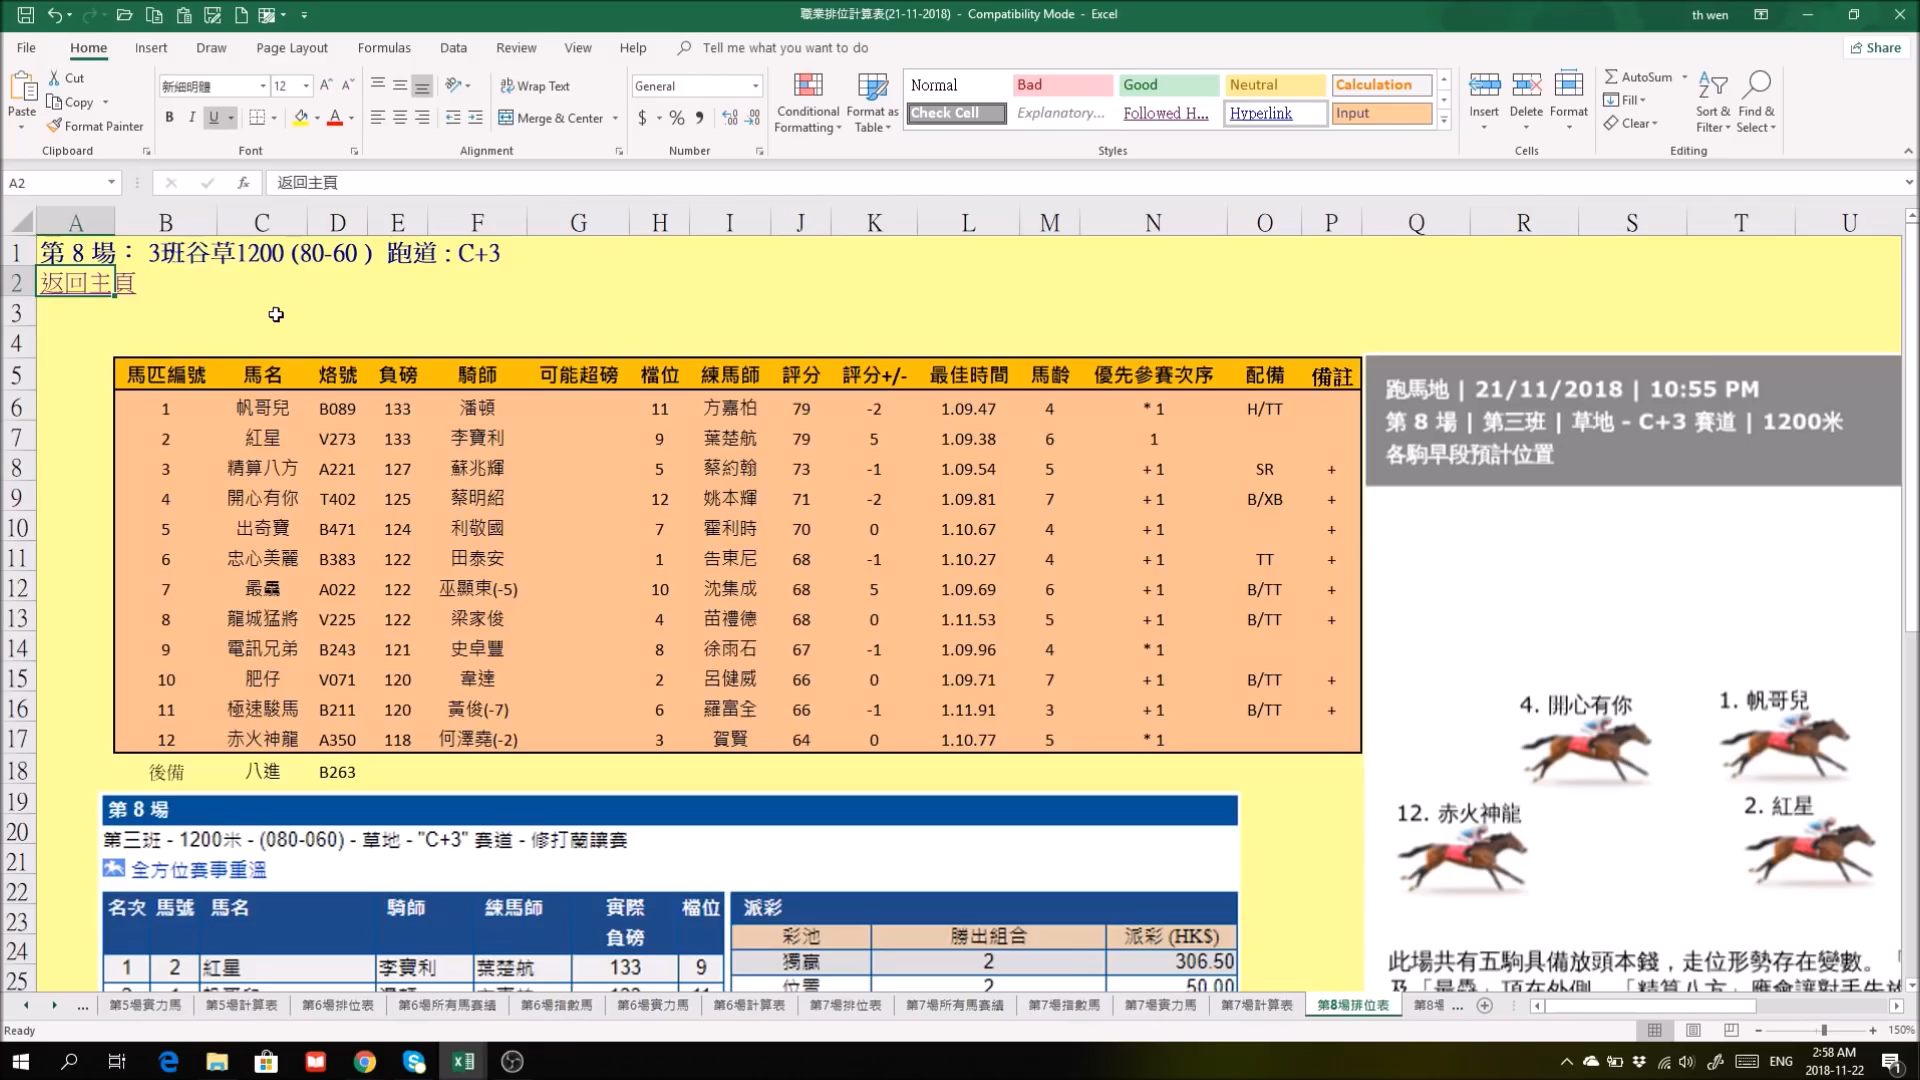 職業排位計算表(21-11-2018) - Compatibility Mode - Excel
th wen
File Home Insert Draw Page Layout Formulas Data Review View Help Tell me what you want to do Share
Paste
Cut
Copy
Format Painter
Clipboard
新細明體 12
B I U
Font
Wrap Text
Merge & Center
Alignment
General
$ %
Number
Conditional Formatting
Format as Table
Normal Bad Good Neutral Calculation
Check Cell Explanatory... Followed H... Hyperlink Input
Styles
Insert Delete Format
Cells
AutoSum
Fill
Clear
Sort & Filter
Find & Select
Editing
A2 fx 返回主頁
A B C D E F G H I J K L M N O P Q R S T U
1 第 8 場： 3班谷草1200 (80-60 ) 跑道 : C+3
2 返回主頁
3
4
5 馬匹編號 馬名 烙號 負磅 騎師 可能超磅 檔位 練馬師 評分 評分+/- 最佳時間 馬齡 優先參賽次序 配備 備註
6 1 帆哥兒 B089 133 潘頓 11 方嘉柏 79 -2 1.09.47 4 * 1 H/TT
7 2 紅星 V273 133 李寶利 9 葉楚航 79 5 1.09.38 6 1
8 3 精算八方 A221 127 蘇兆輝 5 蔡約翰 73 -1 1.09.54 5 + 1 SR +
9 4 開心有你 T402 125 蔡明紹 12 姚本輝 71 -2 1.09.81 7 + 1 B/XB +
10 5 出奇寶 B471 124 利敬國 7 霍利時 70 0 1.10.67 4 + 1 +
11 6 忠心美麗 B383 122 田泰安 1 告東尼 68 -1 1.10.27 4 + 1 TT +
12 7 最驫 A022 122 巫顯東(-5) 10 沈集成 68 5 1.09.69 6 + 1 B/TT +
13 8 龍城猛將 V225 122 梁家俊 4 苗禮德 68 0 1.11.53 5 + 1 B/TT +
14 9 電訊兄弟 B243 121 史卓豐 8 徐雨石 67 -1 1.09.96 4 * 1
15 10 肥仔 V071 120 韋達 2 呂健威 66 0 1.09.71 7 + 1 B/TT +
16 11 極速駿馬 B211 120 黃俊(-7) 6 羅富全 66 -1 1.11.91 3 + 1 B/TT +
17 12 赤火神龍 A350 118 何澤堯(-2) 3 賀賢 64 0 1.10.77 5 * 1
18 後備 八進 B263
19
20
21
22
23
24
25
跑馬地 | 21/11/2018 | 10:55 PM
第 8 場 | 第三班 | 草地 - C+3 賽道 | 1200米
各駒早段預計位置
4. 開心有你
1. 帆哥兒
12. 赤火神龍
2. 紅星
此場共有五駒具備放頭本錢，走位形勢存在變數。「
第 8 場
第三班 - 1200米 - (080-060) - 草地 - "C+3" 賽道 - 修打蘭讓賽
全方位賽事重溫
名次 馬號 馬名 騎師 練馬師 實際負磅 檔位
1 2 紅星 李寶利 葉楚航 133 9
派彩
彩池 勝出組合 派彩 (HK$)
獨贏 2 306.50
位置 2 50.00
... 第5場實力馬 第5場計算表 第6場排位表 第6場所有馬賽績 第6場指數馬 第6場實力馬 第6場計算表 第7場排位表 第7場所有馬賽績 第7場指數馬 第7場實力馬 第7場計算表 第8場排位表 第8場 ...
Ready
150%
ENG
2:58 AM
2018-11-22
1